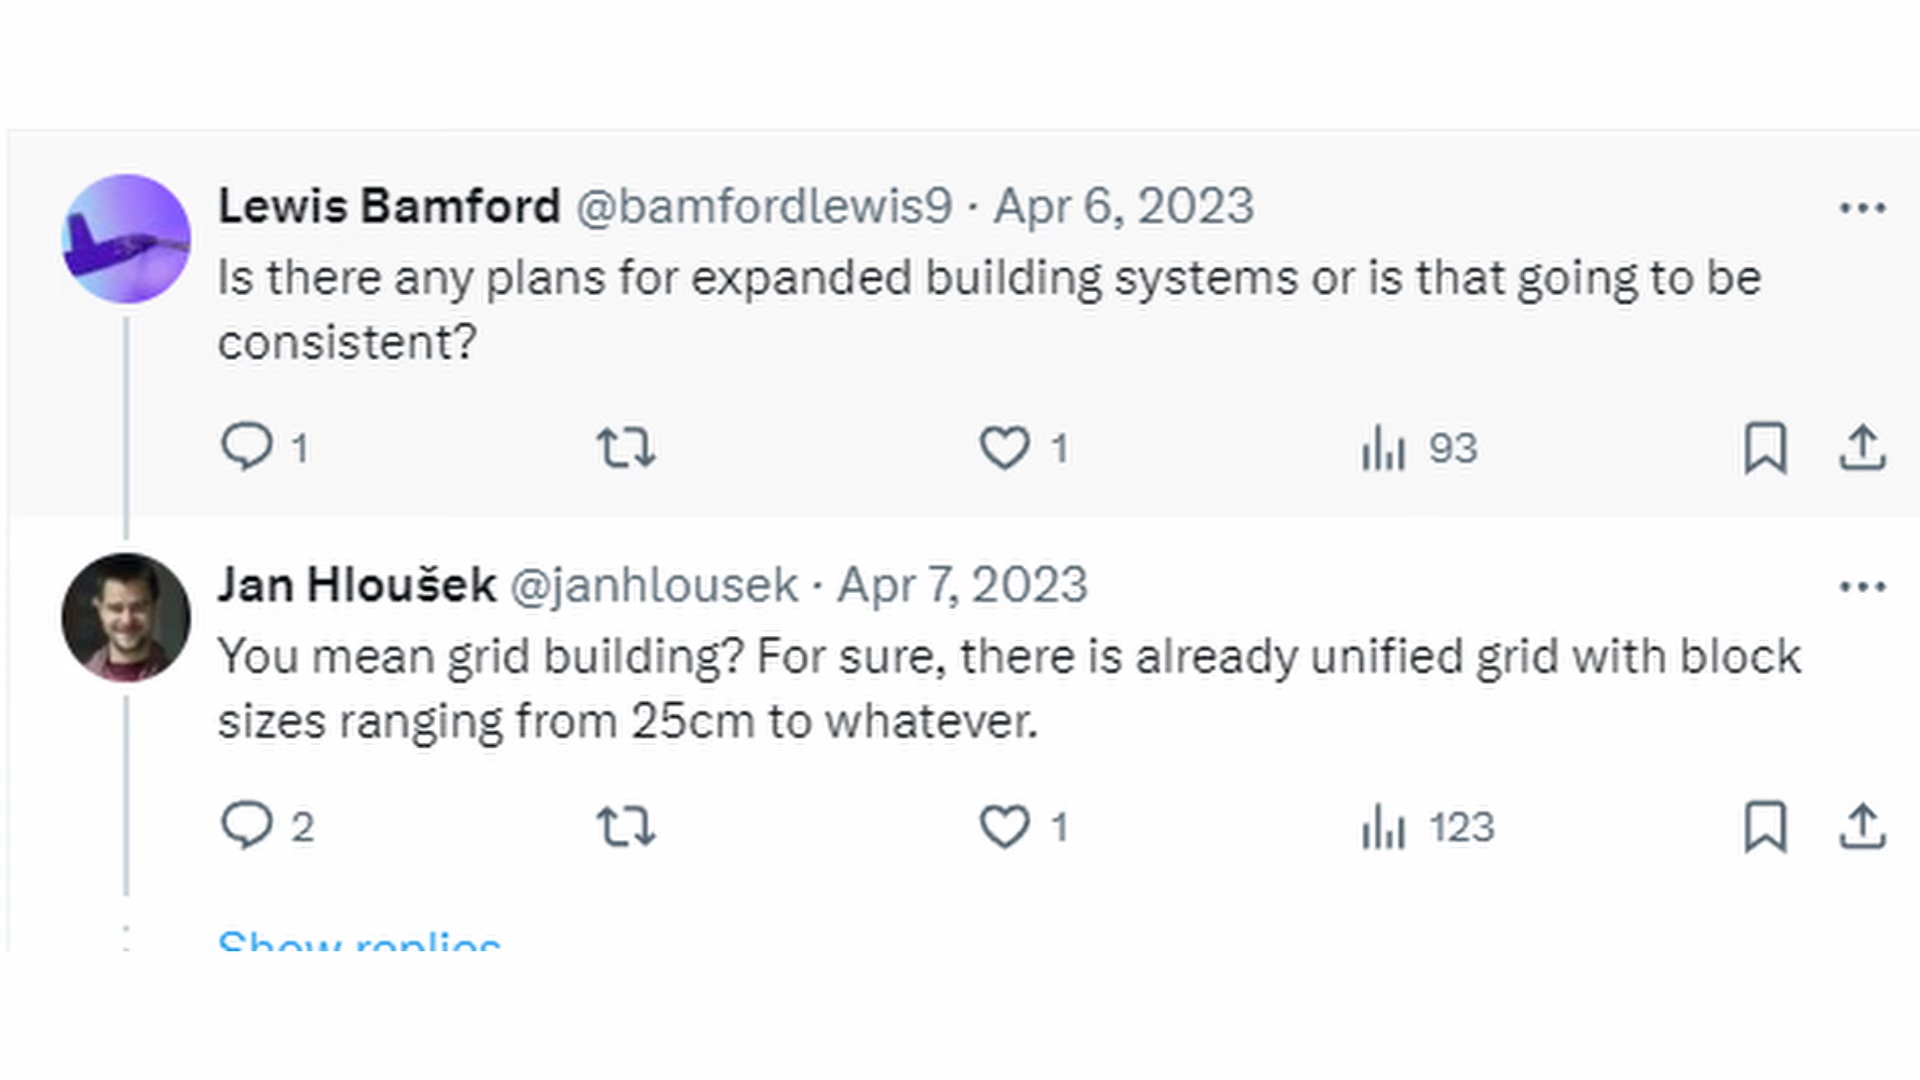 Lewis Bamford @bamfordlewis9 · Apr 6, 2023
Is there any plans for expanded building systems or is that going to be
consistent?
1 1 93
Jan Hloušek @janhlousek · Apr 7, 2023
You mean grid building? For sure, there is already unified grid with block
sizes ranging from 25cm to whatever.
2 1 123
Show replies